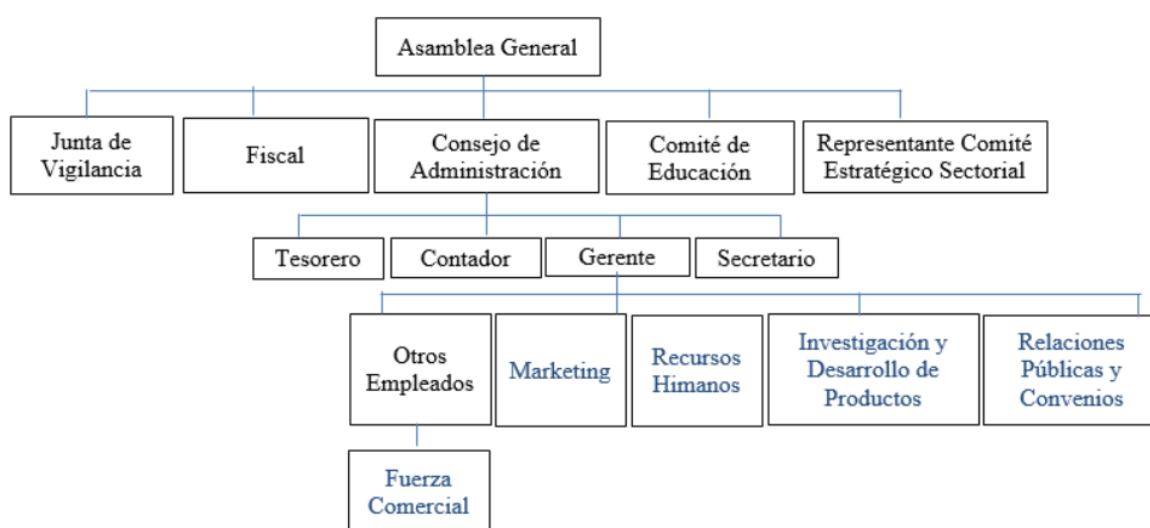 Asamblea General
Junta de
Vigilancia
Fiscal
Consejo de
Administración
Comité de
Educación
Representante Comité
Estratégico Sectorial
Tesorero
Contador
Gerente
Secretario
Otros
Empleados
Marketing
Recursos
Himanos
Investigación y
Desarrollo de
Productos
Relaciones
Públicas y
Convenios
Fuerza
Comercial